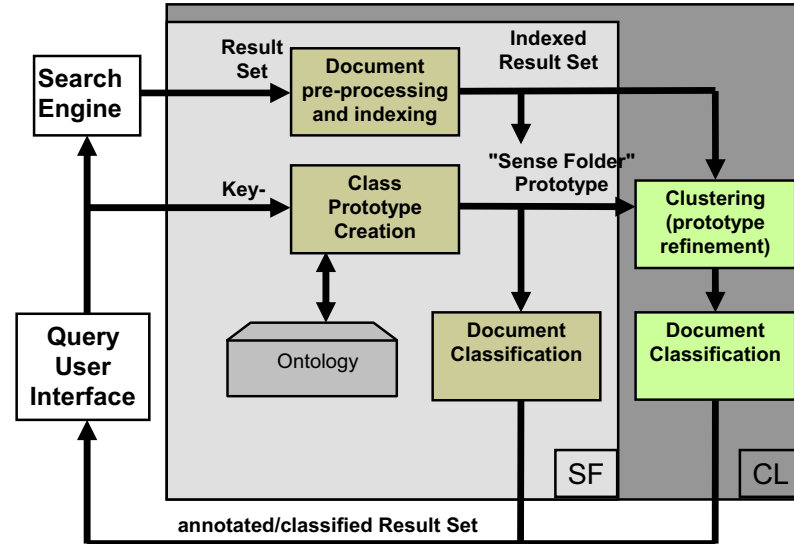 Search
Engine
Result
Set
Document
pre-processing
and indexing
Indexed
Result Set
"Sense Folder"
Prototype
Key-
Class
Prototype
Creation
Clustering
(prototype
refinement)
Query
User
Interface
Ontology
Document
Classification
Document
Classification
SF
CL
annotated/classified Result Set